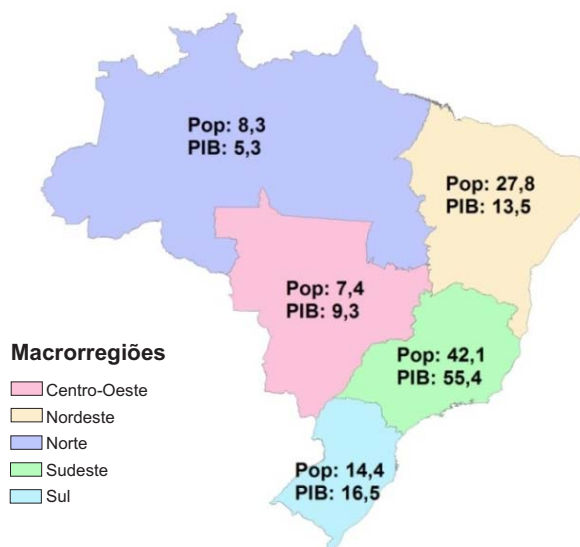 Pop: 8,3
PIB: 5,3
Pop: 27,8
PIB: 13,5
Pop: 7,4
PIB: 9,3
Pop: 42,1
PIB: 55,4
Pop: 14,4
PIB: 16,5
Macrorregiões
Centro-Oeste
Nordeste
Norte
Sudeste
Sul